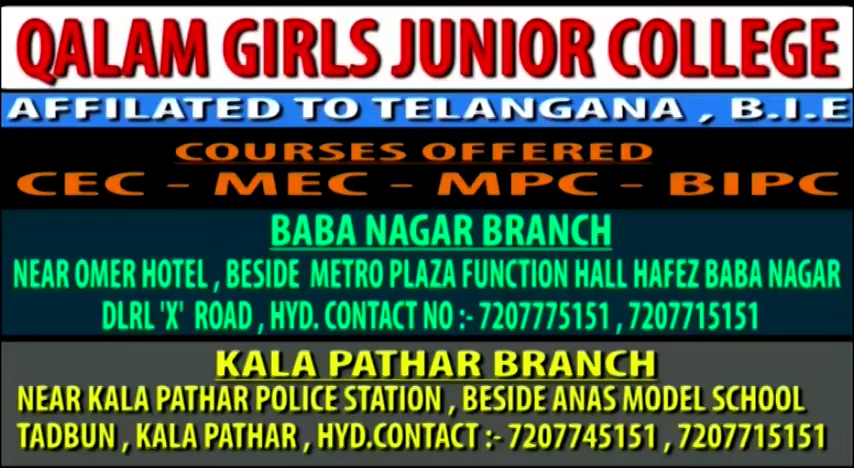 QALAM GIRLS JUNIOR COLLEGE
AFFILATED TO TELANGANA , B.I.E
COURSES OFFERED
CEC - MEC - MPC - BIPC
BABA NAGAR BRANCH
NEAR OMER HOTEL , BESIDE METRO PLAZA FUNCTION HALL HAFEZ BABA NAGAR
DLRL 'X' ROAD , HYD. CONTACT NO :- 7207775151 , 7207715151
KALA PATHAR BRANCH
NEAR KALA PATHAR POLICE STATION , BESIDE ANAS MODEL SCHOOL
TADBUN , KALA PATHAR , HYD.CONTACT :- 7207745151 , 7207715151